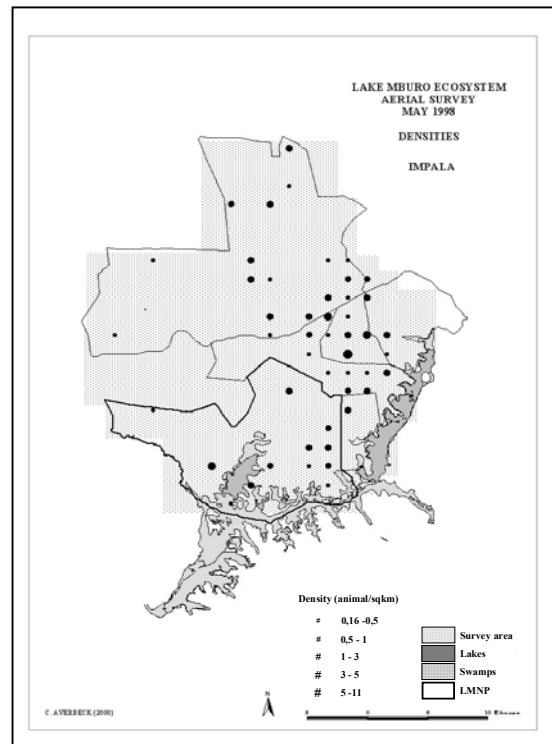 LAKE MBURO ECOSYSTEM
AERIAL SURVEY
MAY 1998
DENSITIES
IMPALA
Density (animal/sqkm)
# 0,16 -0,5
# 0,5 - 1
# 1 - 3
# 3 - 5
# 5 -11
Survey area
Lakes
Swamps
LMNP
N
C. AVERBECK (2000)
0